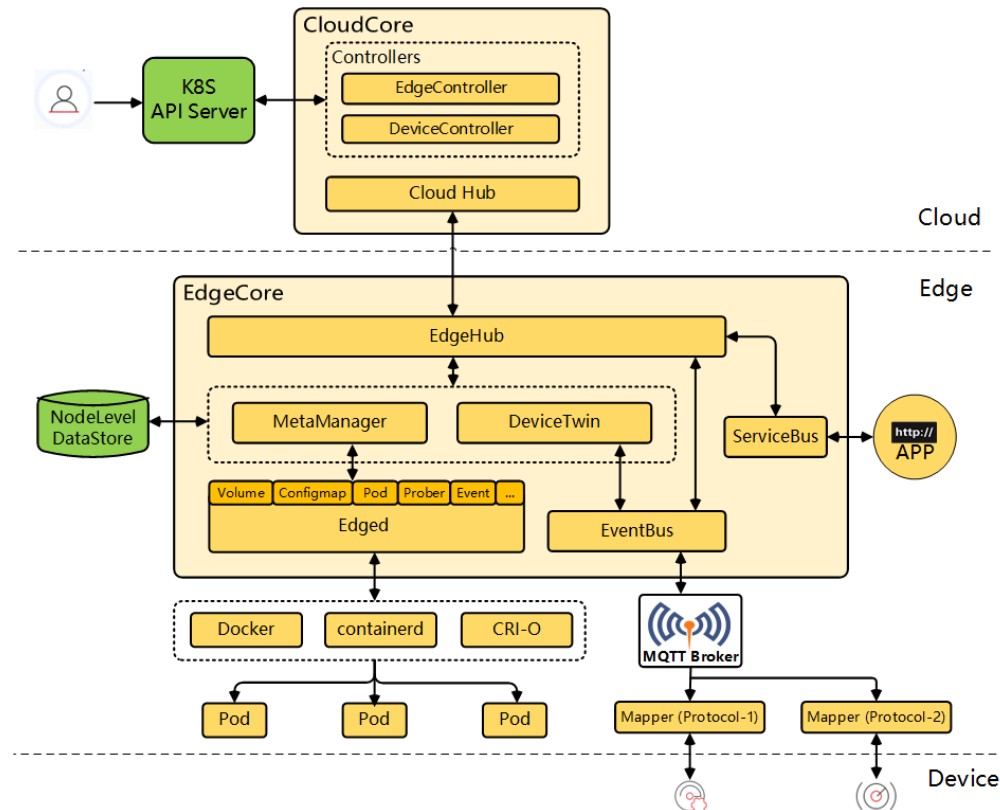 CloudCore
Controllers
EdgeController
DeviceController
K8S
API Server
Cloud Hub
Cloud
Edge
EdgeCore
EdgeHub
NodeLevel
DataStore
MetaManager
DeviceTwin
ServiceBus
http://
APP
Volume
Configmap
Pod
Prober
Event
...
Edged
EventBus
Docker
containerd
CRI-O
MQTT Broker
Pod
Pod
Pod
Mapper (Protocol-1)
Mapper (Protocol-2)
Device